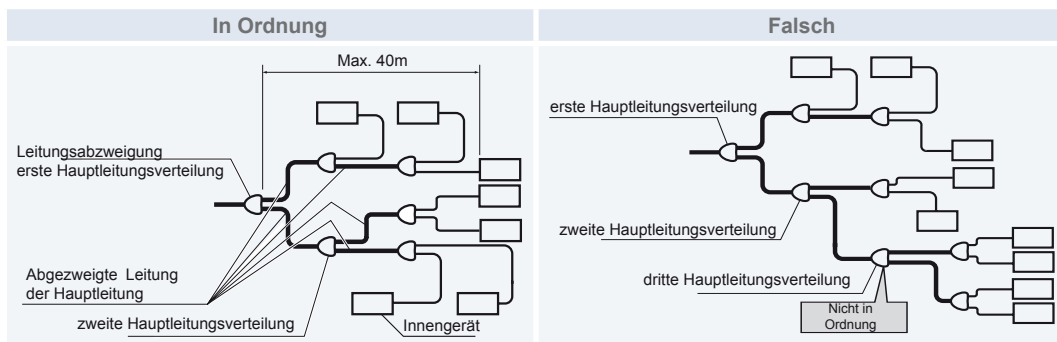 In Ordnung
Max. 40m
Leitungsabzweigung
erste Hauptleitungsverteilung
Abgezweigte Leitung
der Hauptleitung
zweite Hauptleitungsverteilung
Innengerät
Falsch
erste Hauptleitungsverteilung
zweite Hauptleitungsverteilung
dritte Hauptleitungsverteilung
Nicht in
Ordnung